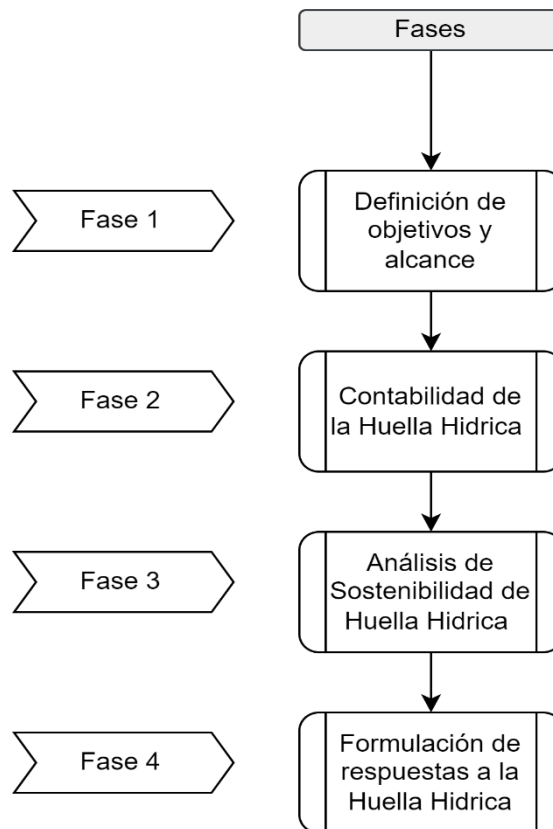 Fases
Fase 1
Definición de
objetivos y
alcance
Fase 2
Contabilidad de
la Huella Hidrica
Fase 3
Análisis de
Sostenibilidad de
Huella Hidrica
Fase 4
Formulación de
respuestas a la
Huella Hidrica